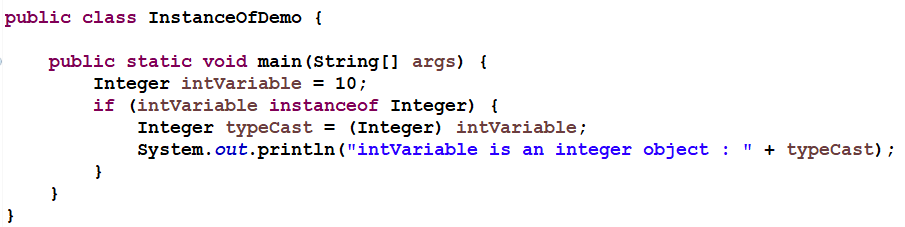 public class InstanceOfDemo {
public static void main(String[] args) {
Integer intVariable = 10;
if (intVariable instanceof Integer) {
Integer typeCast = (Integer) intVariable;
System.out.println("intVariable is an integer object : " + typeCast);
}
}
}